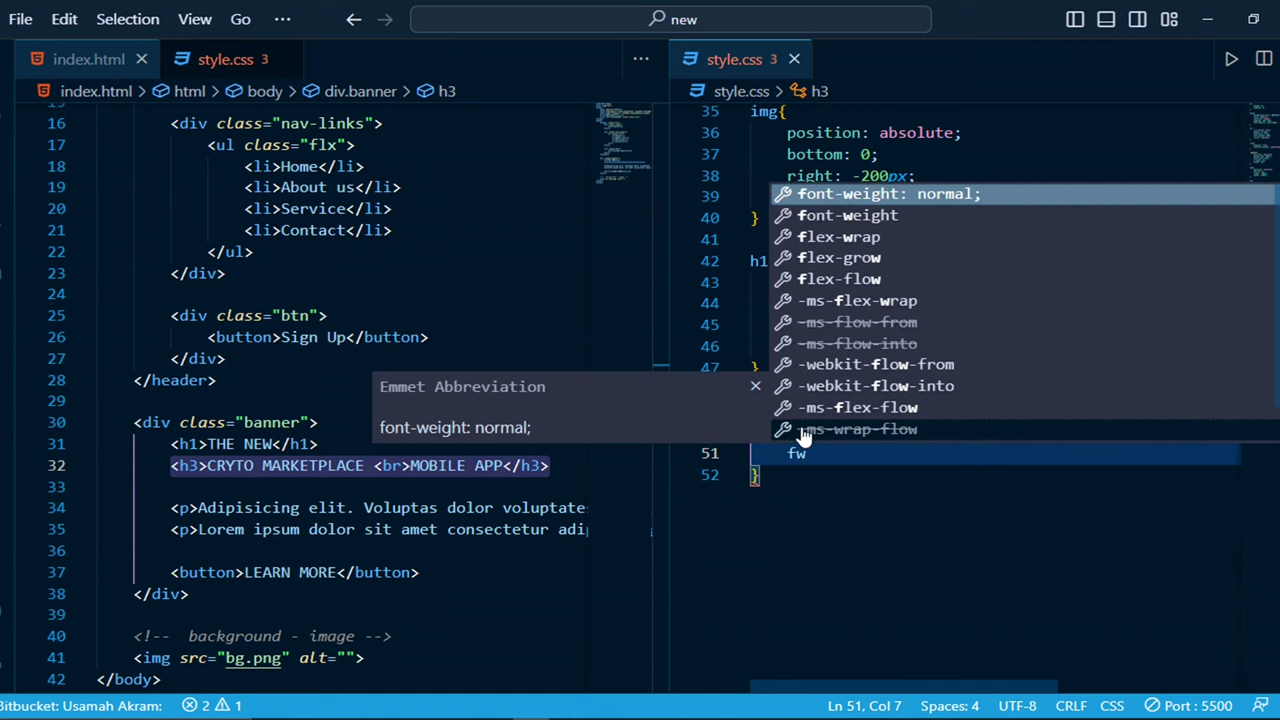 File Edit Selection View Go ··· new
index.html style.css 3 ··· style.css 3
index.html > html > body > div.banner > h3
16 <div class="nav-links">
17 <ul class="flx">
18 <li>Home</li>
19 <li>About us</li>
20 <li>Service</li>
21 <li>Contact</li>
22 </ul>
23 </div>
24
25 <div class="btn">
26 <button>Sign Up</button>
27 </div>
28 </header>
29
30 <div class="banner">
31 <h1>THE NEW</h1>
32 <h3>CRYTO MARKETPLACE <br>MOBILE APP</h3>
33
34 <p>Adipisicing elit. Voluptas dolor voluptate
35 <p>Lorem ipsum dolor sit amet consectetur adi
36
37 <button>LEARN MORE</button>
38 </div>
39
40 <!-- background - image -->
41 <img src="bg.png" alt="">
42 </body>
Emmet Abbreviation
font-weight: normal;
style.css > h3
35 img{
36 position: absolute;
37 bottom: 0;
38 right: -200px;
39
40 }
41
42 h1
43
44
45
46
47 }
font-weight: normal;
font-weight
flex-wrap
flex-grow
flex-flow
-ms-flex-wrap
-ms-flow-from
-ms-flow-into
-webkit-flow-from
-webkit-flow-into
-ms-flex-flow
-ms-wrap-flow
51 fw
52 }
Bitbucket: Usamah Akram: 2 1 Ln 51, Col 7 Spaces: 4 UTF-8 CRLF CSS Port : 5500